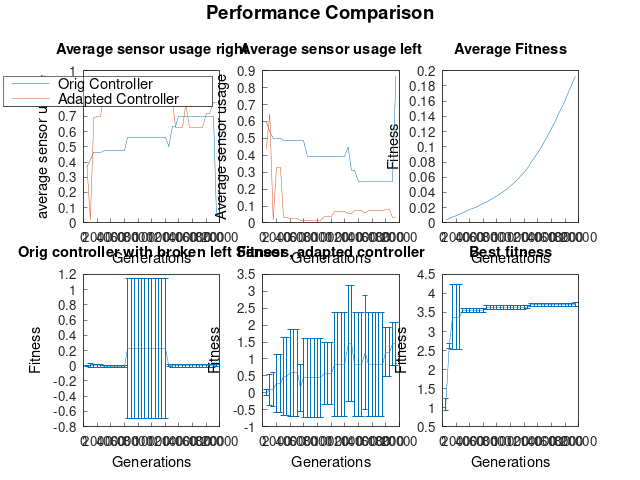 Performance Comparison
Average sensor usage right
Average sensor usage left
Average Fitness
Orig Controller
Adapted Controller
average sensor u
1
0.7
0.6
0.5
0.4
0.3
0.2
0.1
0
Generations
Average sensor usage
0.9
0.8
0.7
0.6
0.5
0.4
0.3
0.2
0.1
0
Generations
Fitness
0.2
0.18
0.16
0.14
0.12
0.1
0.08
0.06
0.04
0.02
0
Generations
Orig controller with broken left Sensor
Fitness, adapted controller
Best fitness
Fitness
1.2
1
0.8
0.6
0.4
0.2
0
-0.2
-0.4
-0.6
-0.8
Generations
Fitness
3.5
3
2.5
2
1.5
1
0.5
0
-0.5
-1
Generations
Fitness
4.5
4
3.5
3
2.5
2
1.5
1
0.5
Generations